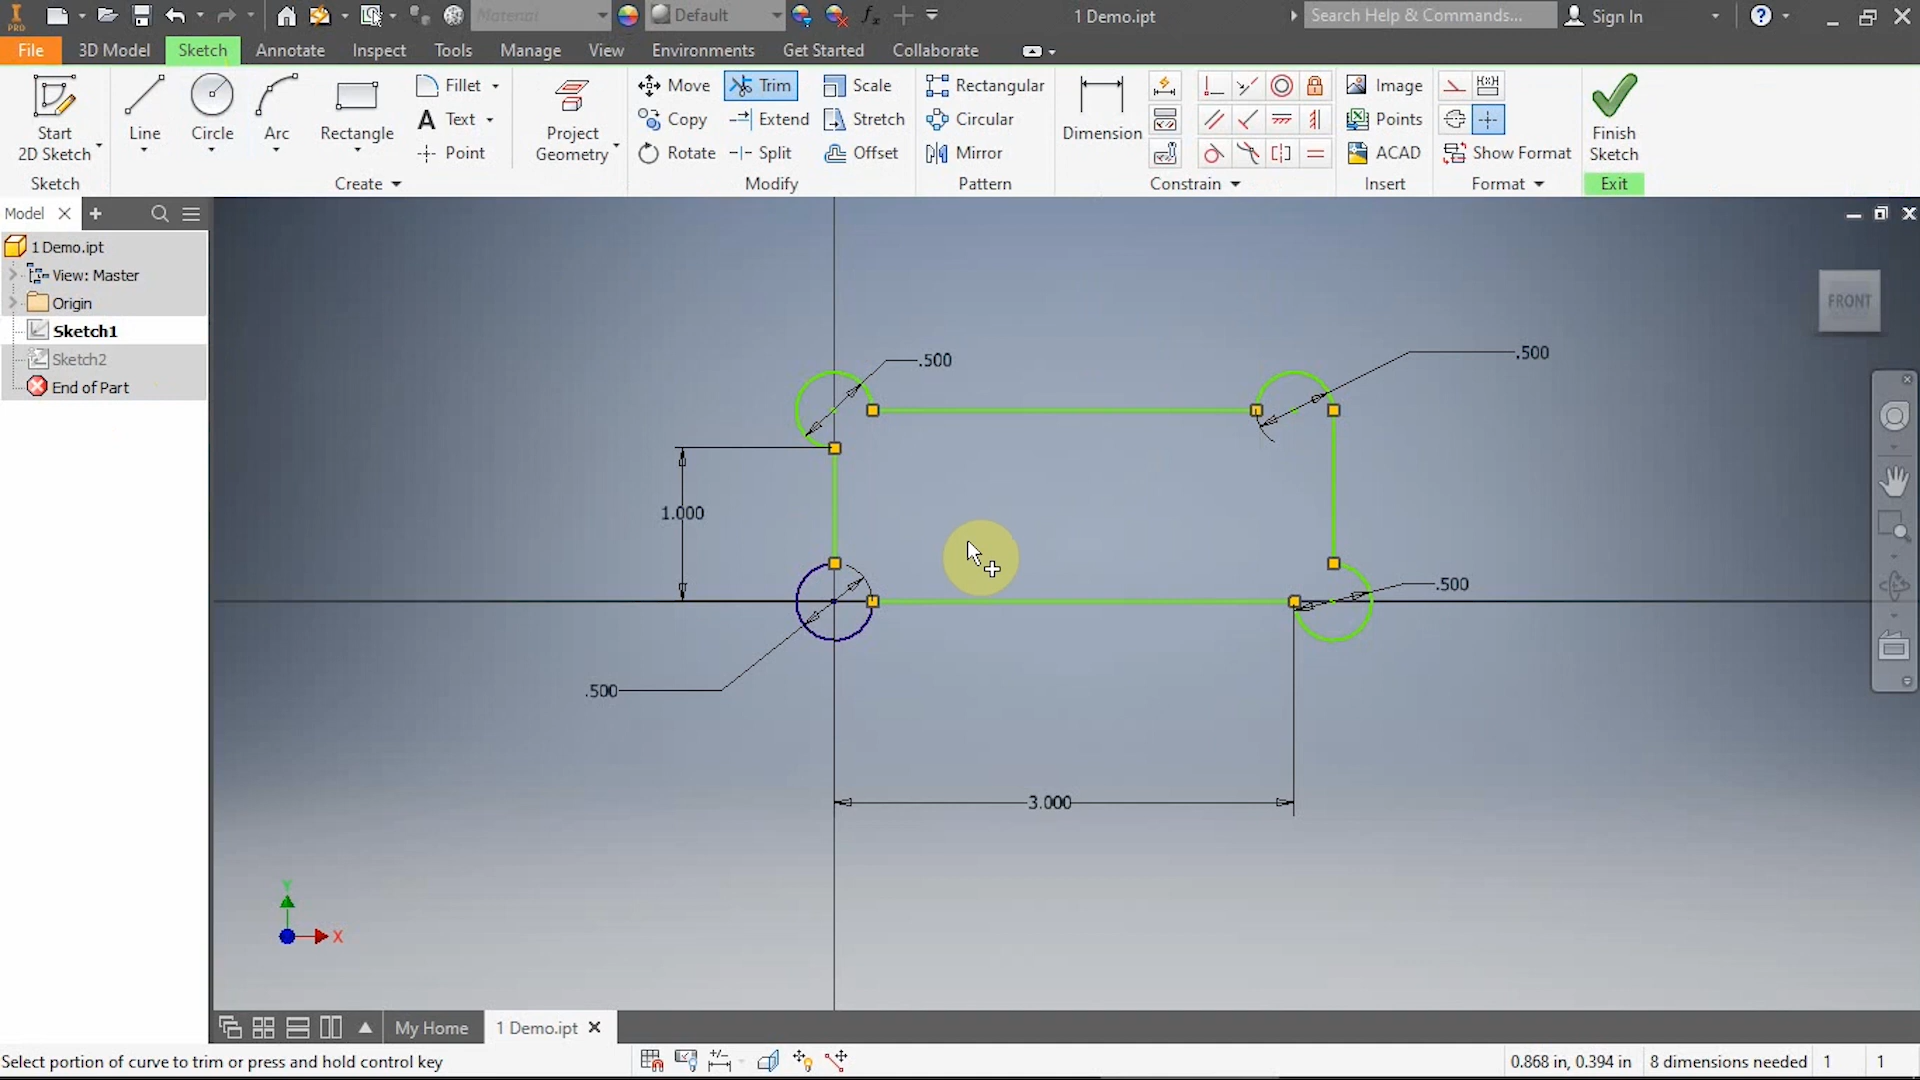 PRO
Material
Default
fx
1 Demo.ipt
Search Help & Commands...
Sign In
File
3D Model
Sketch
Annotate
Inspect
Tools
Manage
View
Environments
Get Started
Collaborate
Start
2D Sketch
Line
Circle
Arc
Rectangle
Fillet
A Text
Point
Project
Geometry
Move
Copy
Rotate
Trim
Extend
Split
Scale
Stretch
Offset
Rectangular
Circular
Mirror
Dimension
Image
Points
ACAD
Show Format
Finish
Sketch
Sketch
Create
Modify
Pattern
Constrain
Insert
Format
Exit
Model
1 Demo.ipt
View: Master
Origin
Sketch1
Sketch2
End of Part
FRONT
.500
.500
1.000
.500
.500
3.000
Y
X
My Home
1 Demo.ipt
Select portion of curve to trim or press and hold control key
0.868 in, 0.394 in
8 dimensions needed
1
1